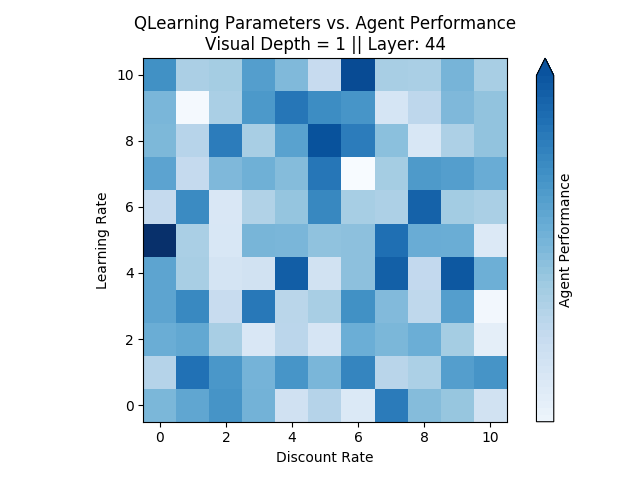 QLearning Parameters vs. Agent Performance
Visual Depth = 1 || Layer: 44
10
8
6
4
2
0
Learning Rate
0 2 4 6 8 10
Discount Rate
Agent Performance